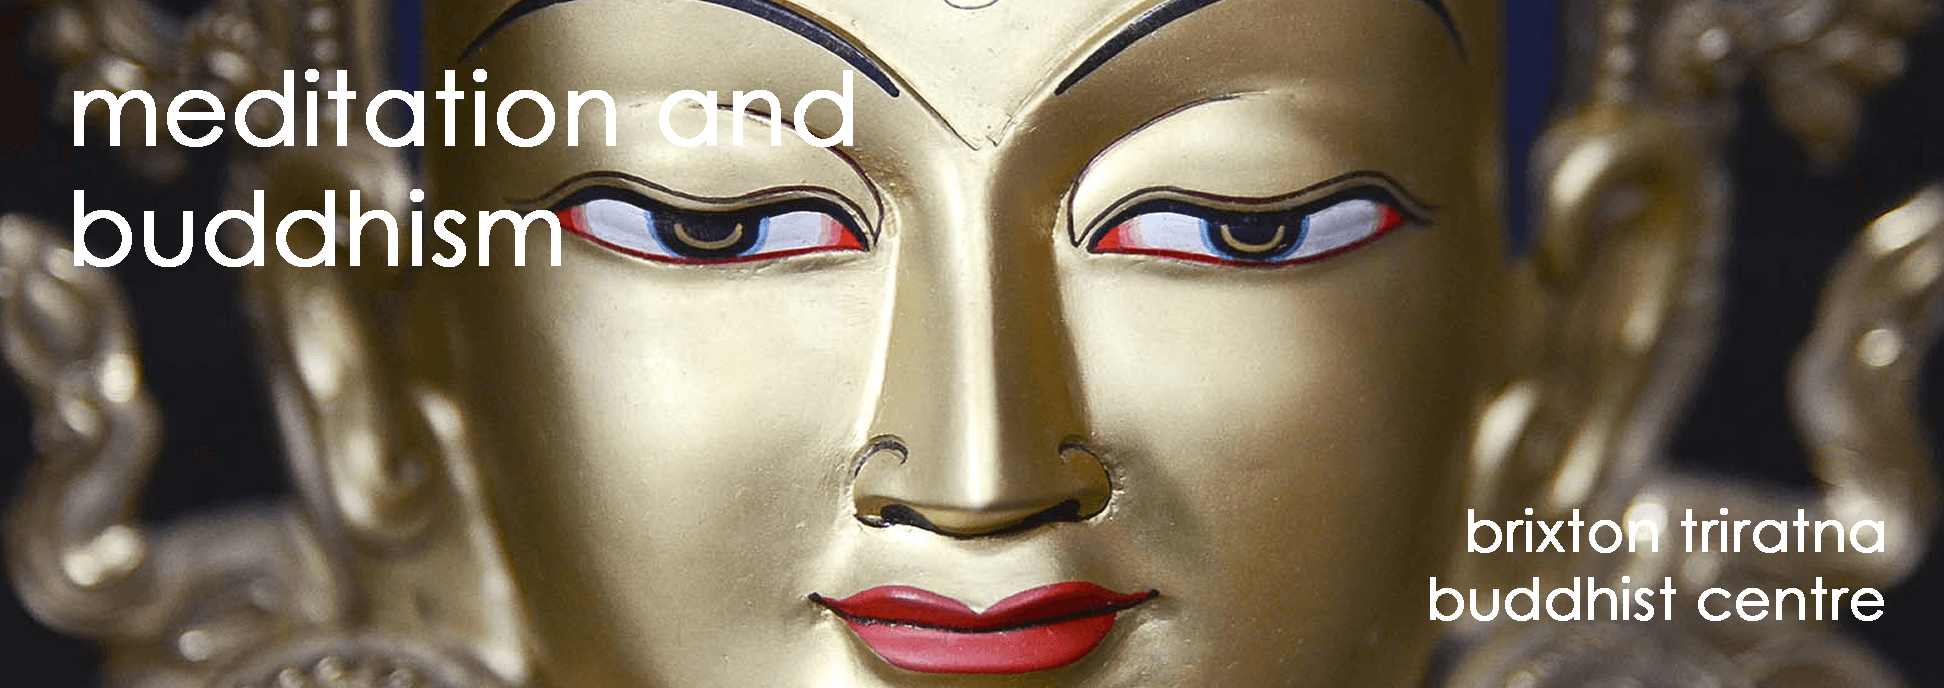 meditation and
buddhism
brixton triratna
buddhist centre